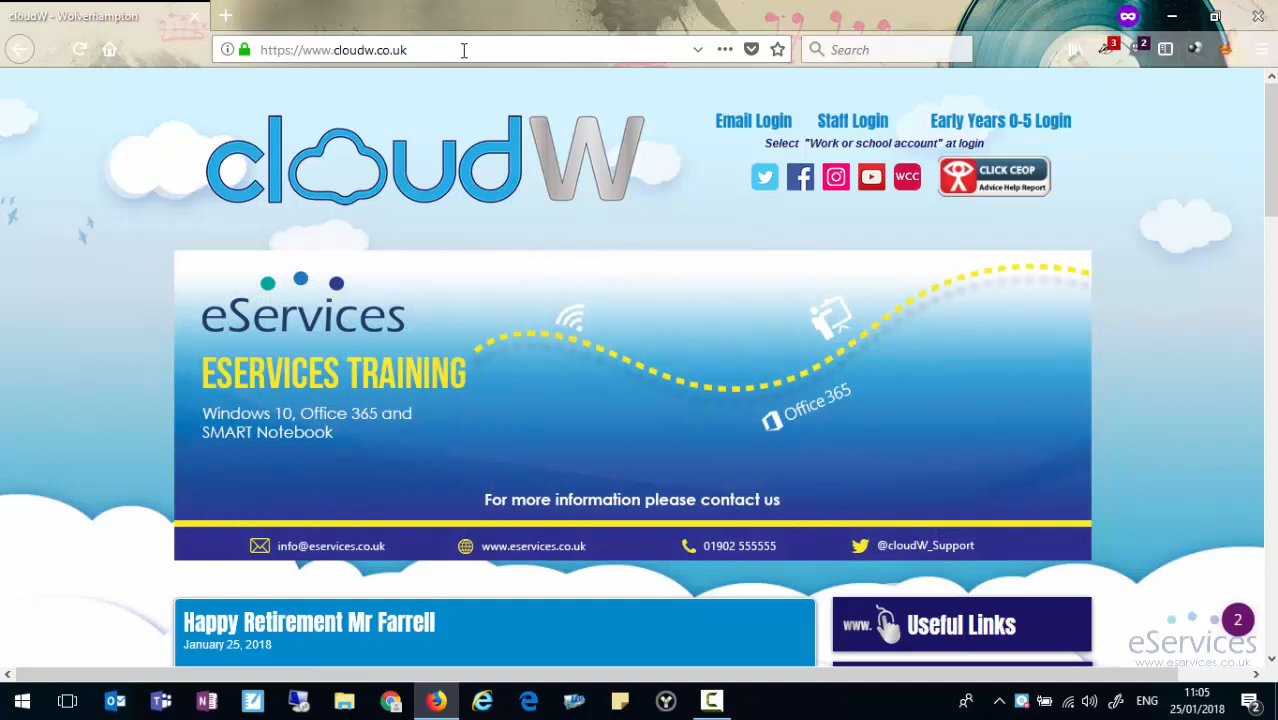 cloudW - Wolverhampton
https://www.cloudw.co.uk
Search
3
2
cloudW
Email Login Staff Login Early Years 0-5 Login
Select "Work or school account" at login
WCC
CLICK CEOP
Advice Help Report
eServices
ESERVICES TRAINING
Windows 10, Office 365 and
SMART Notebook
Office 365
For more information please contact us
info@eservices.co.uk www.eservices.co.uk 01902 555555 @cloudW_Support
Happy Retirement Mr Farrell
January 25, 2018
www. Useful Links
2
eServices
www.eservices.co.uk
ENG
11:05
25/01/2018
2